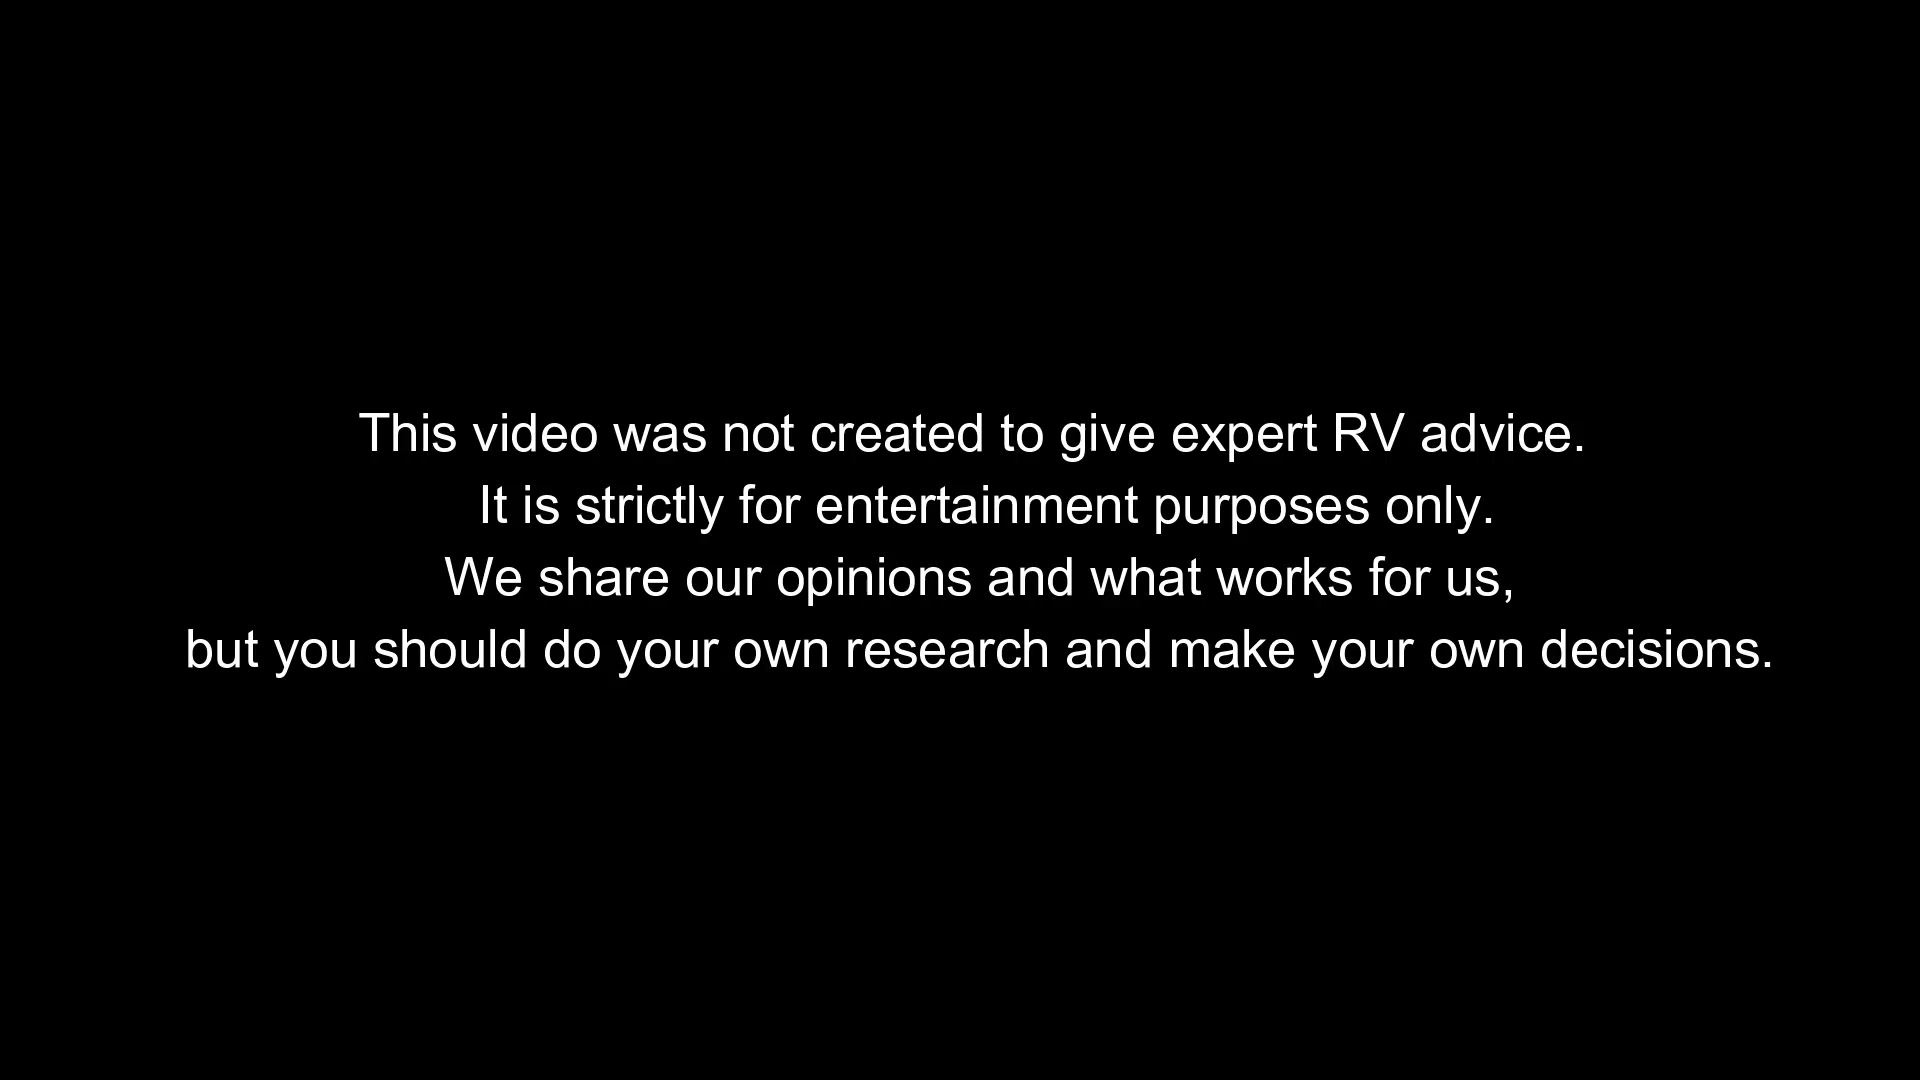 This video was not created to give expert RV advice.
It is strictly for entertainment purposes only.
We share our opinions and what works for us,
but you should do your own research and make your own decisions.